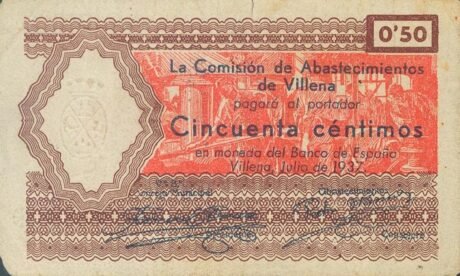 0'50
La Comisión de Abastecimientos
de Villena
pagará al portador
Cincuenta céntimos
en moneda del Banco de España
Villena, Julio de 1937